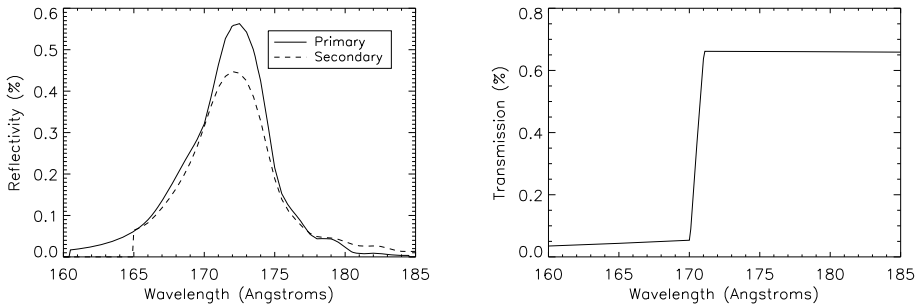 0.6
0.5
0.4
0.3
0.2
0.1
0.0
Reflectivity (%)
Primary
Secondary
160 165 170 175 180 185
Wavelength (Angstroms)
0.8
0.6
0.4
0.2
0.0
Transmission (%)
160 165 170 175 180 185
Wavelength (Angstroms)